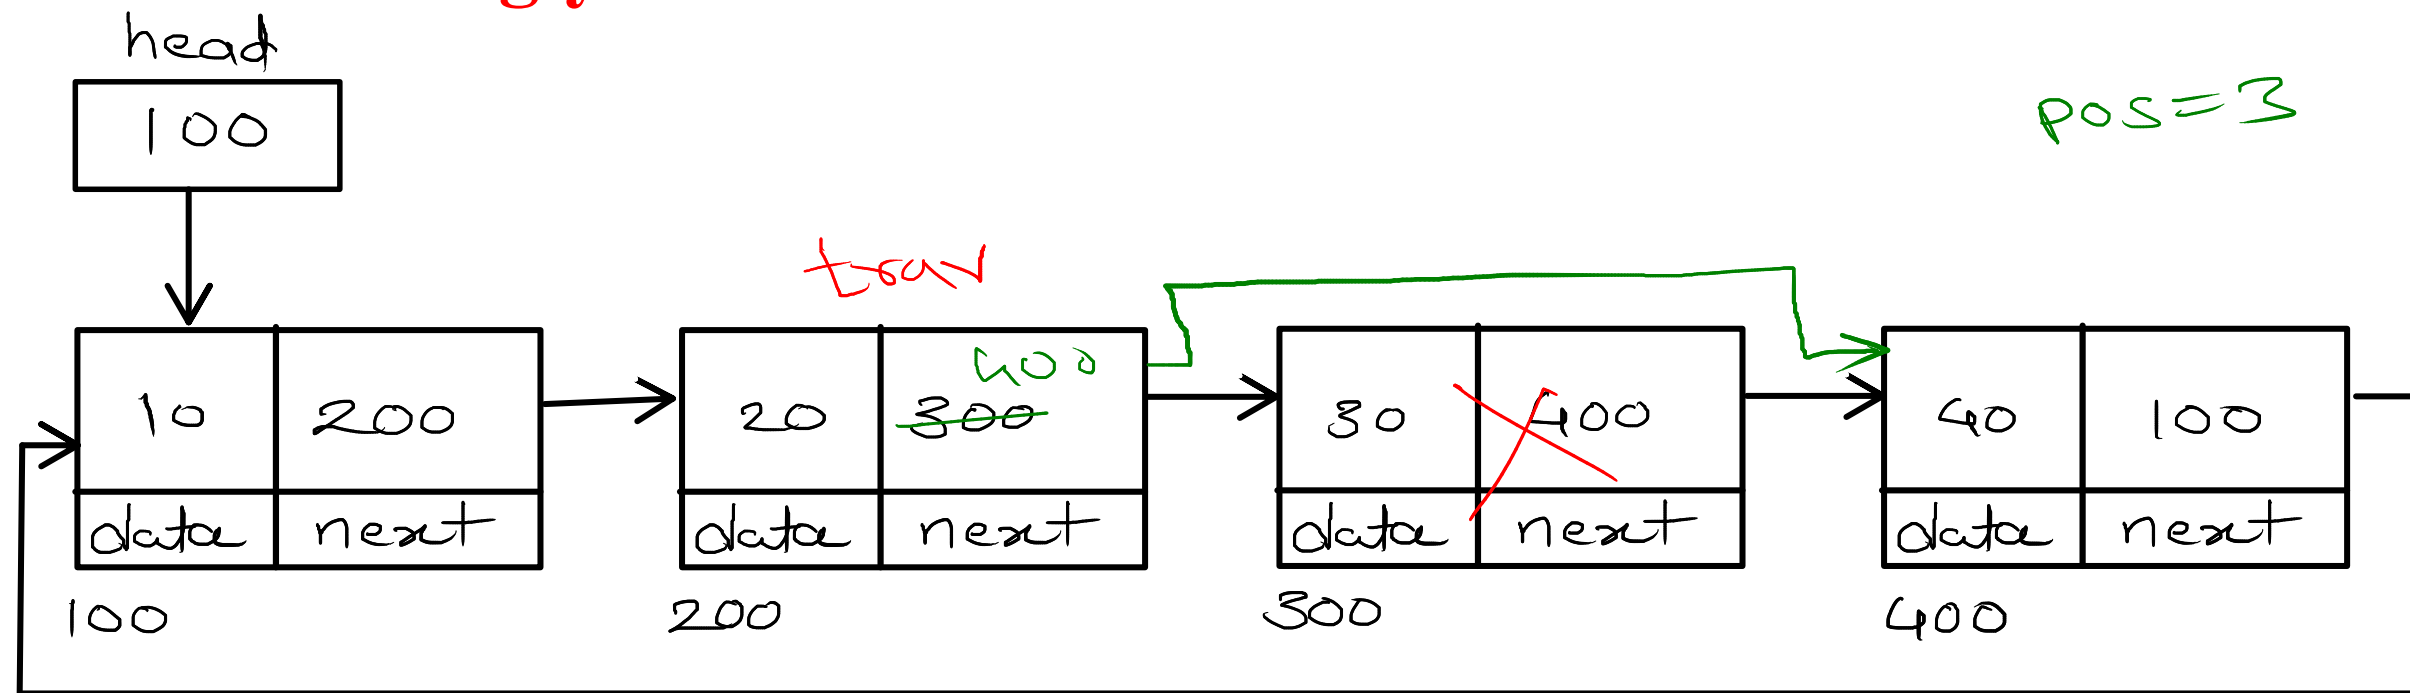 head
100
pos=3
trav
400
10 200 20 300 30 400 40 100
data next data next data next data next
100 200 300 400